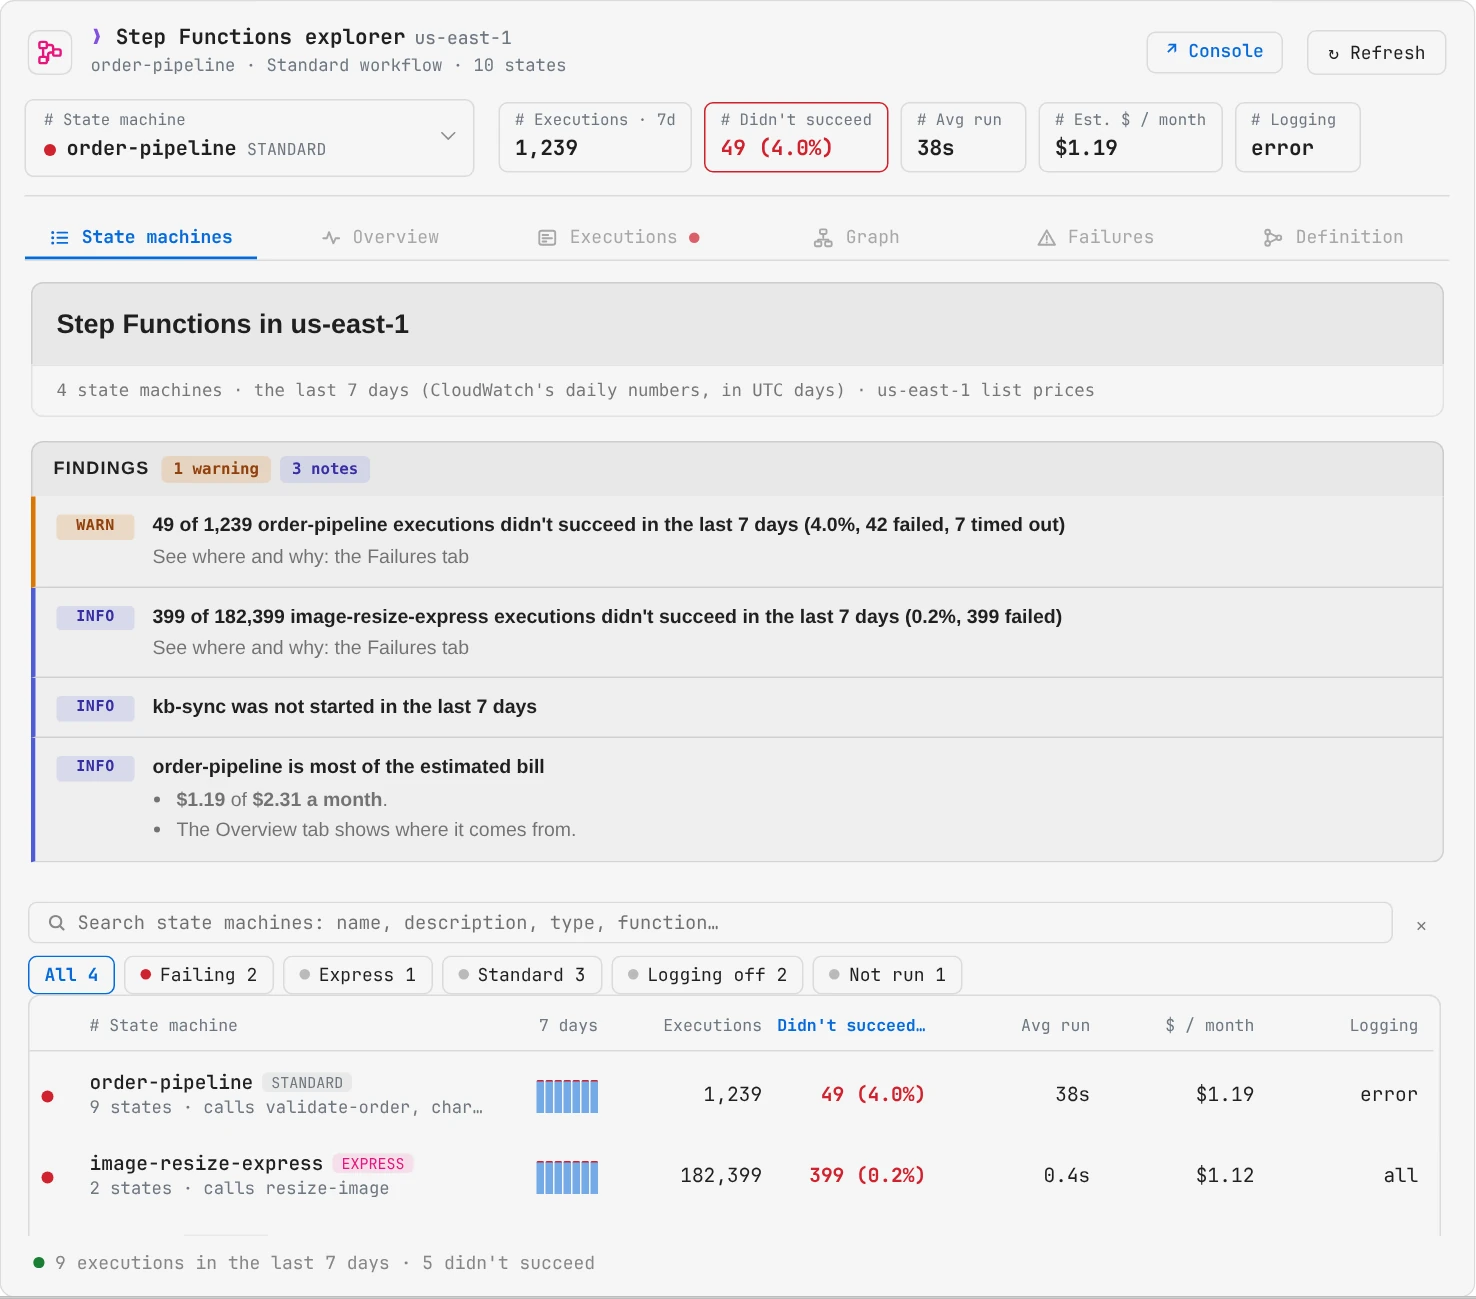 Step Functions explorer us-east-1
order-pipeline · Standard workflow · 10 states
↗ Console
↻ Refresh
# State machine
order-pipeline STANDARD
# Executions · 7d
1,239
# Didn't succeed
49 (4.0%)
# Avg run
38s
# Est. $ / month
$1.19
# Logging
error
State machines
Overview
Executions
Graph
Failures
Definition
Step Functions in us-east-1
4 state machines · the last 7 days (CloudWatch's daily numbers, in UTC days) · us-east-1 list prices
FINDINGS 1 warning 3 notes
WARN 49 of 1,239 order-pipeline executions didn't succeed in the last 7 days (4.0%, 42 failed, 7 timed out)
See where and why: the Failures tab
INFO 399 of 182,399 image-resize-express executions didn't succeed in the last 7 days (0.2%, 399 failed)
See where and why: the Failures tab
INFO kb-sync was not started in the last 7 days
INFO order-pipeline is most of the estimated bill
• $1.19 of $2.31 a month.
• The Overview tab shows where it comes from.
Search state machines: name, description, type, function…
×
All 4
Failing 2
Express 1
Standard 3
Logging off 2
Not run 1
# State machine 7 days Executions Didn't succeed… Avg run $ / month Logging
order-pipeline STANDARD 1,239 49 (4.0%) 38s $1.19 error
9 states · calls validate-order, char…
image-resize-express EXPRESS 182,399 399 (0.2%) 0.4s $1.12 all
2 states · calls resize-image
9 executions in the last 7 days · 5 didn't succeed